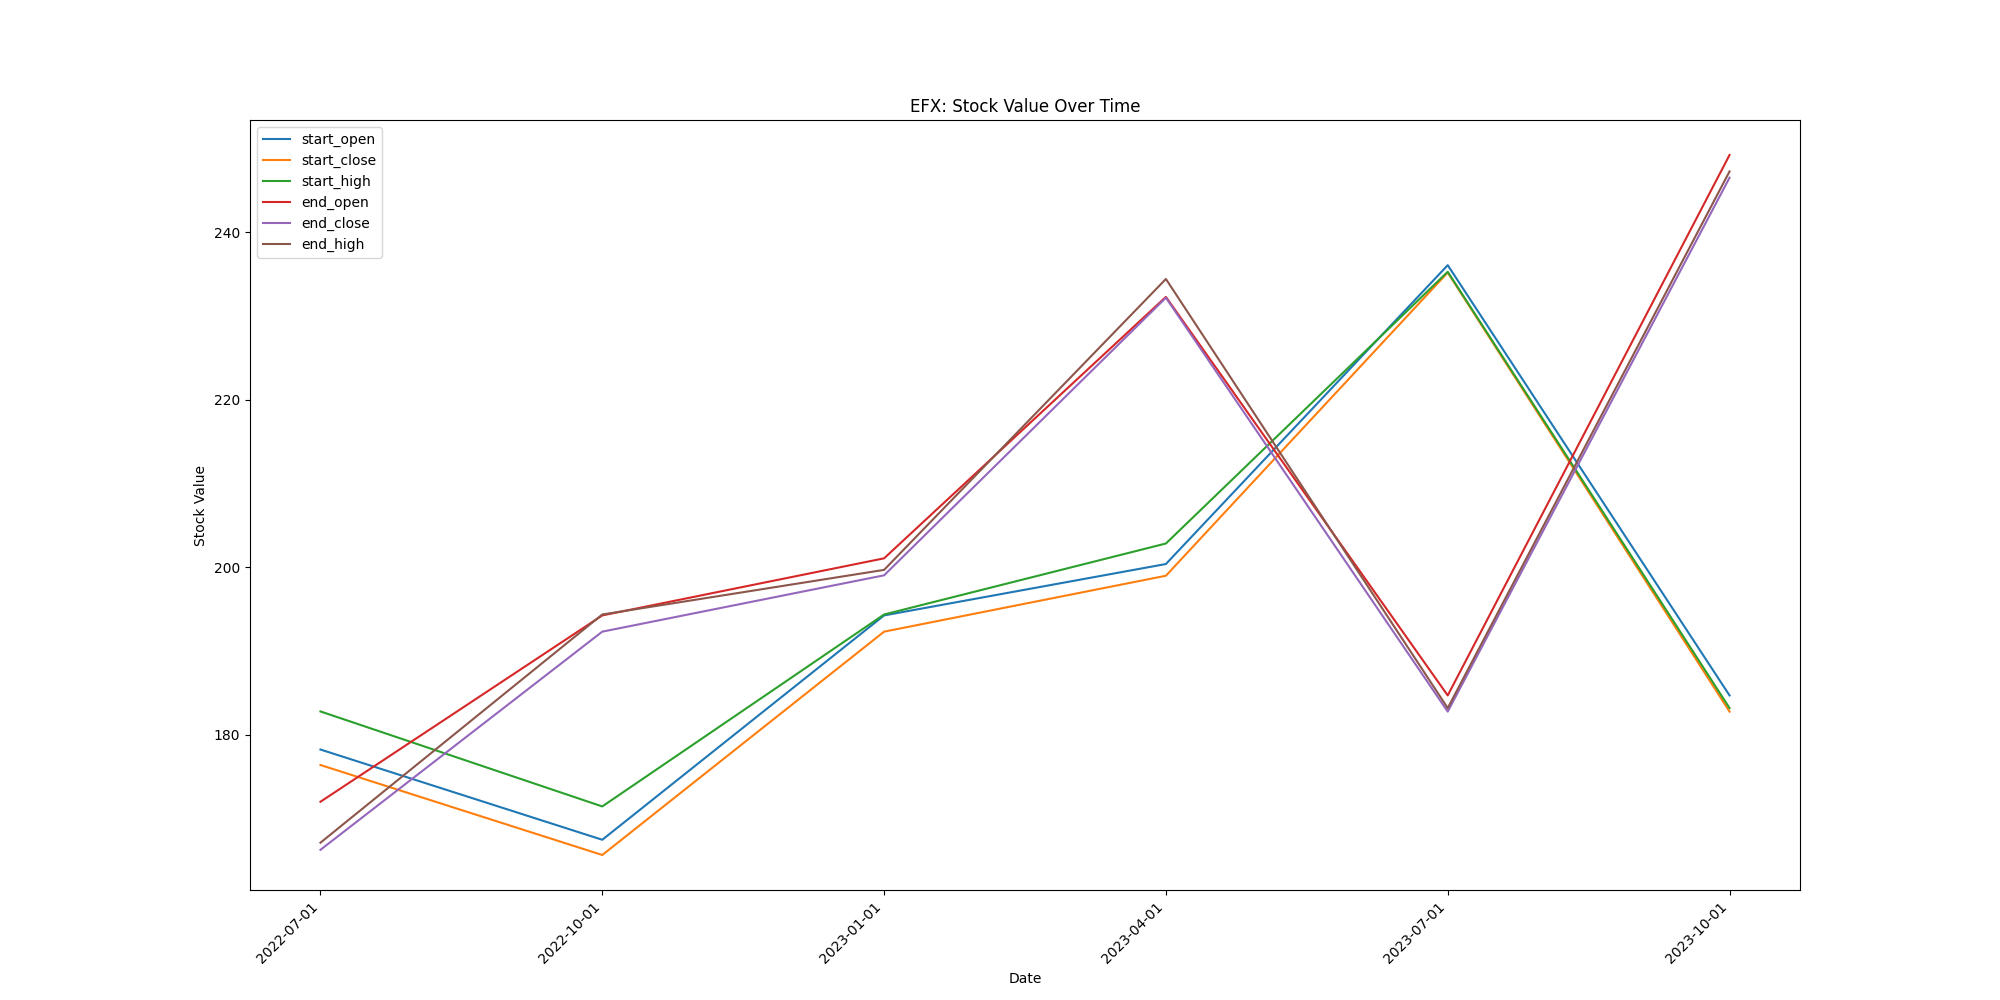 EFX: Stock Value Over Time
start_open
start_close
start_high
end_open
end_close
end_high
240
220
200
180
Stock Value
2022-07-01
2022-10-01
2023-01-01
2023-04-01
2023-07-01
2023-10-01
Date